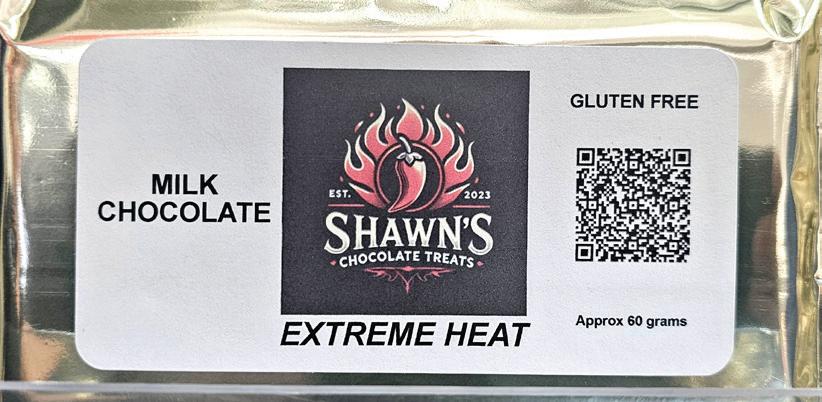 MILK
CHOCOLATE
EST. 2023
SHAWN'S
CHOCOLATE TREATS
EXTREME HEAT
GLUTEN FREE
Approx 60 grams